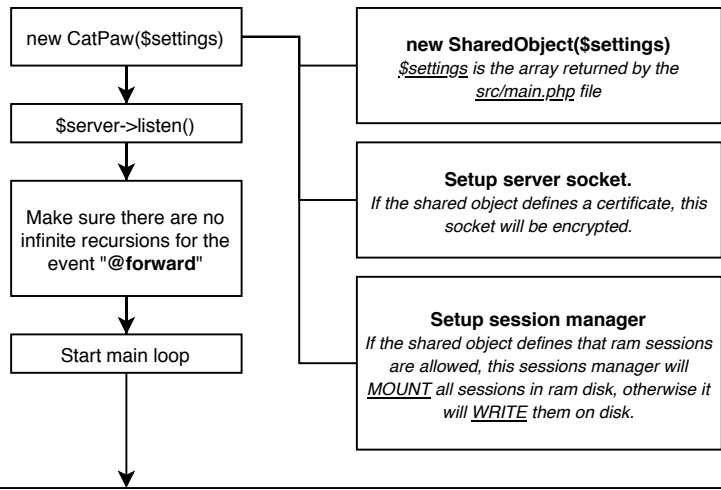 new CatPaw($settings)
$server->listen()
Make sure there are no
infinite recursions for the
event "@forward"
Start main loop
new SharedObject($settings)
$settings is the array returned by the
src/main.php file
Setup server socket.
If the shared object defines a certificate, this
socket will be encrypted.
Setup session manager
If the shared object defines that ram sessions
are allowed, this sessions manager will
MOUNT all sessions in ram disk, otherwise it
will WRITE them on disk.